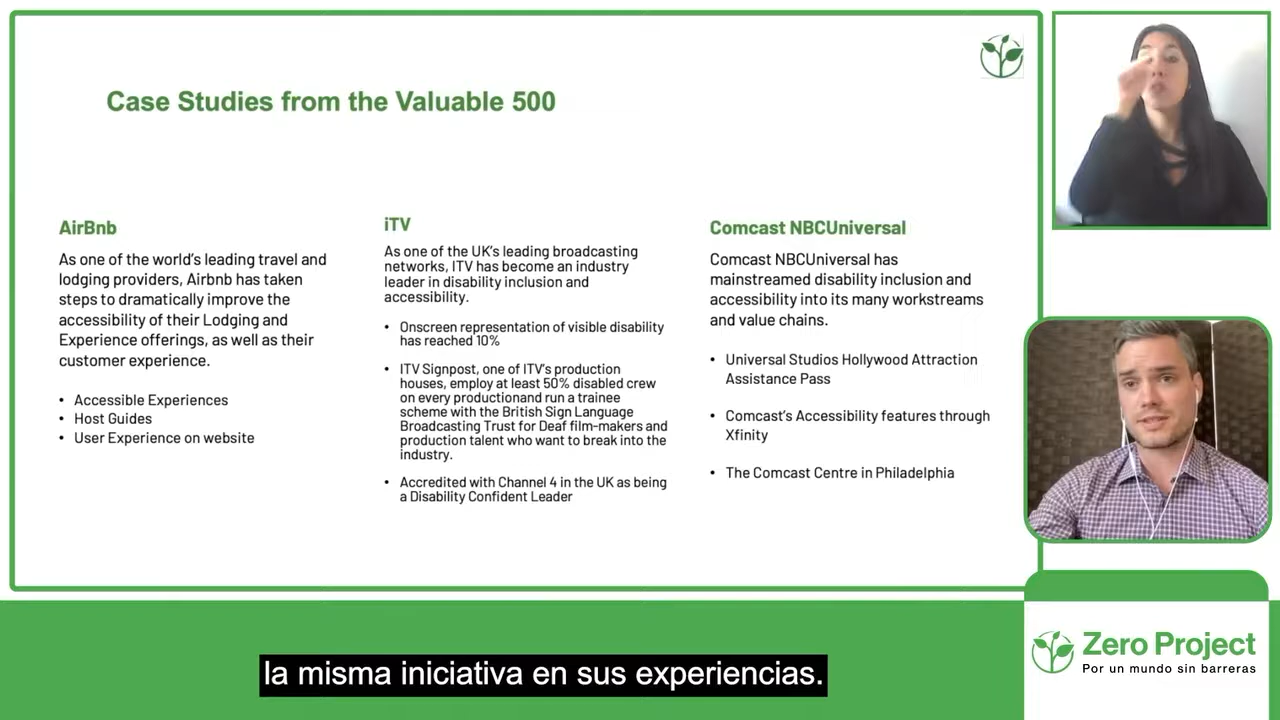 Case Studies from the Valuable 500
AirBnb
As one of the world's leading travel and
lodging providers, Airbnb has taken
steps to dramatically improve the
accessibility of their Lodging and
Experience offerings, as well as their
customer experience.
• Accessible Experiences
• Host Guides
• User Experience on website
iTV
As one of the UK's leading broadcasting
networks, ITV has become an industry
leader in disability inclusion and
accessibility.
• Onscreen representation of visible disability
has reached 10%
• ITV Signpost, one of ITV's production
houses, employ at least 50% disabled crew
on every productionand run a trainee
scheme with the British Sign Language
Broadcasting Trust for Deaf film-makers and
production talent who want to break into the
industry.
• Accredited with Channel 4 in the UK as being
a Disability Confident Leader
Comcast NBCUniversal
Comcast NBCUniversal has
mainstreamed disability inclusion and
accessibility into its many workstreams
and value chains.
• Universal Studios Hollywood Attraction
Assistance Pass
• Comcast's Accessibility features through
Xfinity
• The Comcast Centre in Philadelphia
la misma iniciativa en sus experiencias.
Zero Project
Por un mundo sin barreras